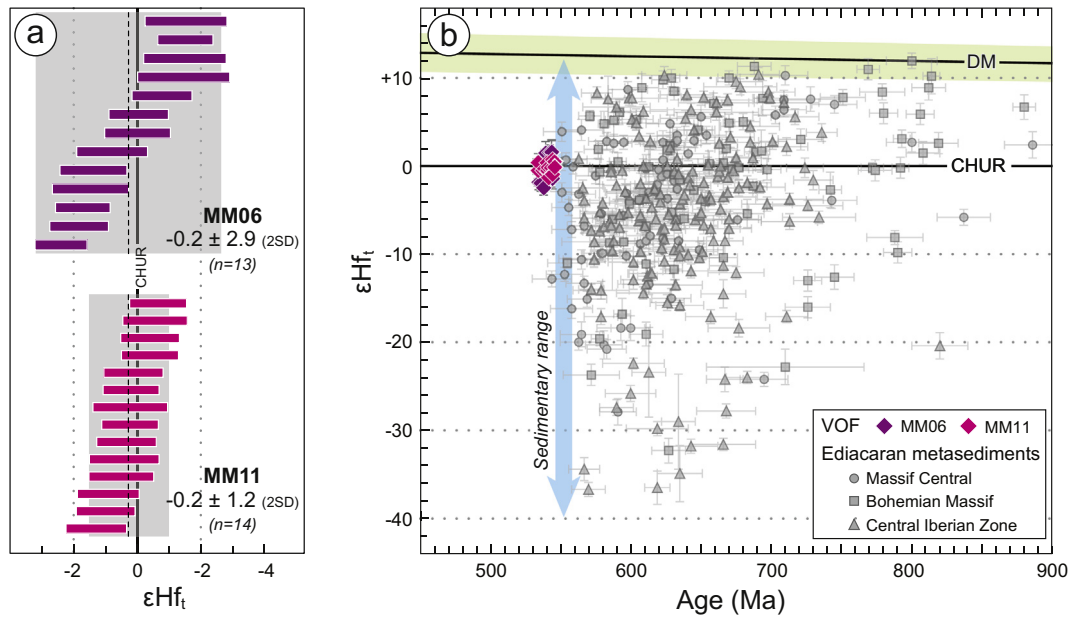 a
MM06
-0.2 ± 2.9 (2SD)
(n=13)
CHUR
MM11
-0.2 ± 1.2 (2SD)
(n=14)
-2 0 -2 -4
εHft
b
DM
CHUR
Sedimentary range
+10
0
-10
-20
-30
-40
εHft
500 600 700 800 900
Age (Ma)
VOF MM06 MM11
Ediacaran metasediments
Massif Central
Bohemian Massif
Central Iberian Zone